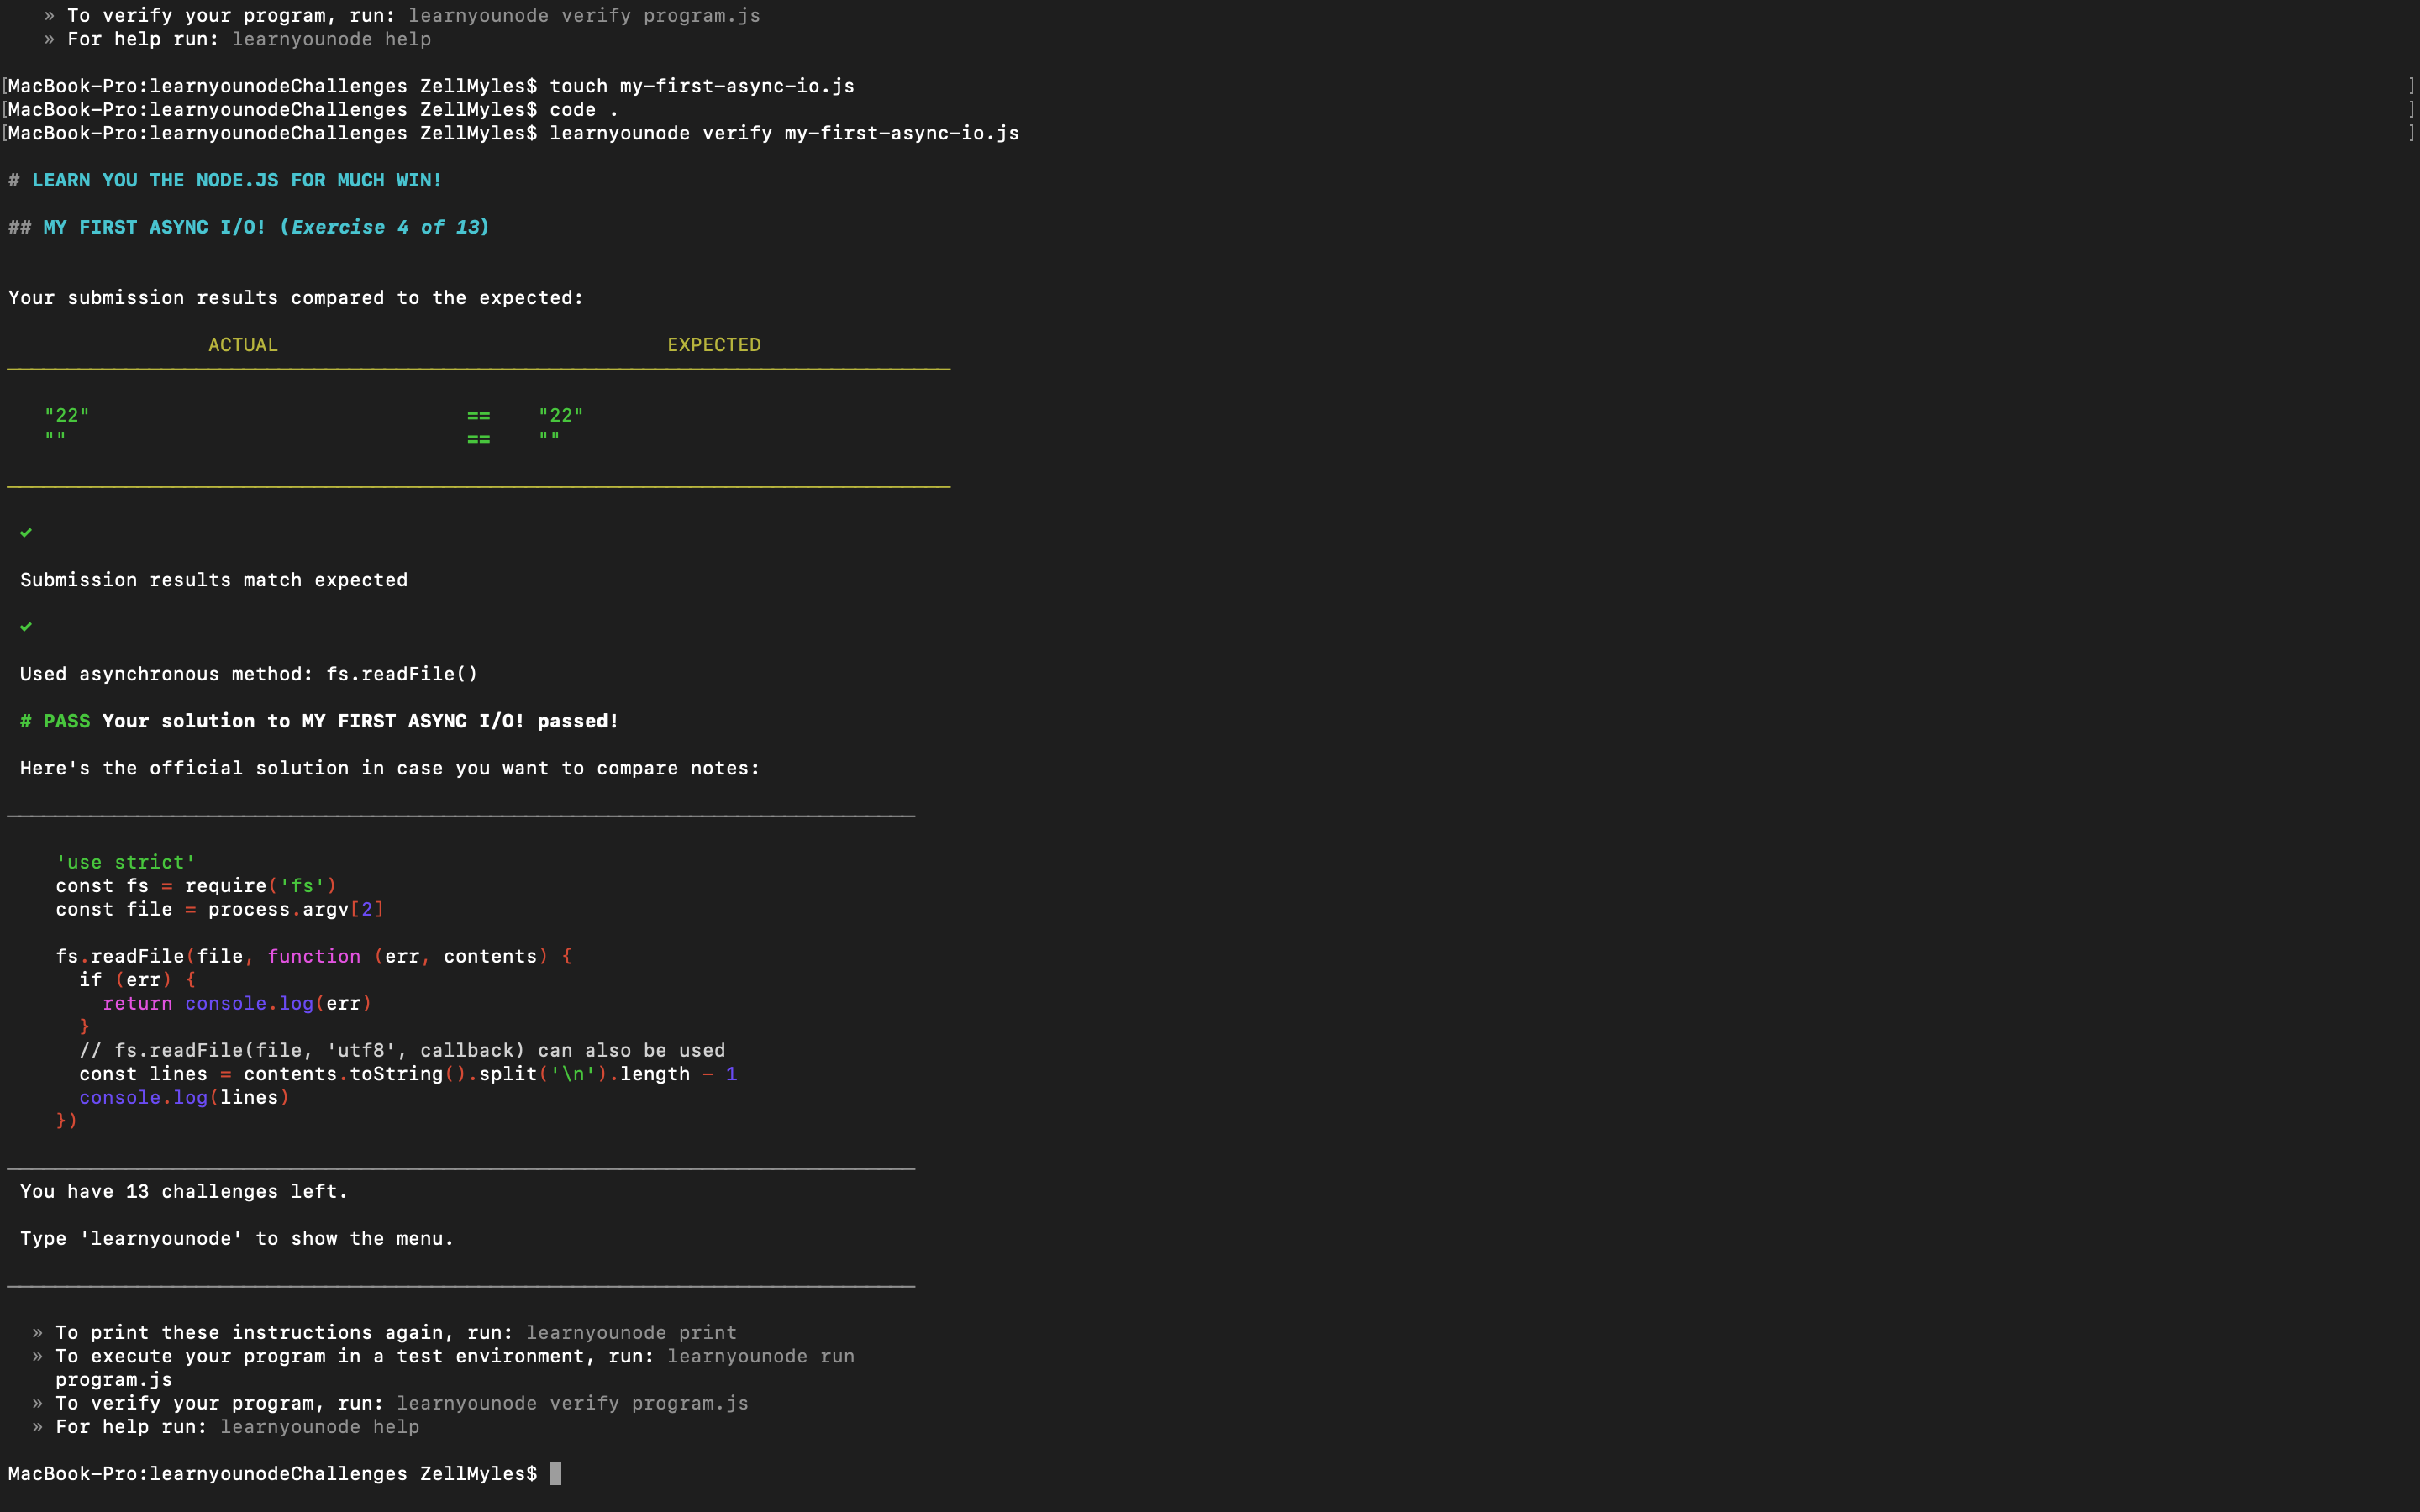 » To verify your program, run: learnyounode verify program.js
» For help run: learnyounode help
[MacBook-Pro:learnyounodeChallenges ZellMyles$ touch my-first-async-io.js ]
[MacBook-Pro:learnyounodeChallenges ZellMyles$ code . ]
[MacBook-Pro:learnyounodeChallenges ZellMyles$ learnyounode verify my-first-async-io.js ]
# LEARN YOU THE NODE.JS FOR MUCH WIN!
## MY FIRST ASYNC I/O! (Exercise 4 of 13)
Your submission results compared to the expected:
ACTUAL EXPECTED
"22" == "22"
"" == ""
✔
Submission results match expected
✔
Used asynchronous method: fs.readFile()
# PASS Your solution to MY FIRST ASYNC I/O! passed!
Here's the official solution in case you want to compare notes:
'use strict'
const fs = require('fs')
const file = process.argv[2]
fs.readFile(file, function (err, contents) {
if (err) {
return console.log(err)
}
// fs.readFile(file, 'utf8', callback) can also be used
const lines = contents.toString().split('\n').length - 1
console.log(lines)
})
You have 13 challenges left.
Type 'learnyounode' to show the menu.
» To print these instructions again, run: learnyounode print
» To execute your program in a test environment, run: learnyounode run
program.js
» To verify your program, run: learnyounode verify program.js
» For help run: learnyounode help
MacBook-Pro:learnyounodeChallenges ZellMyles$